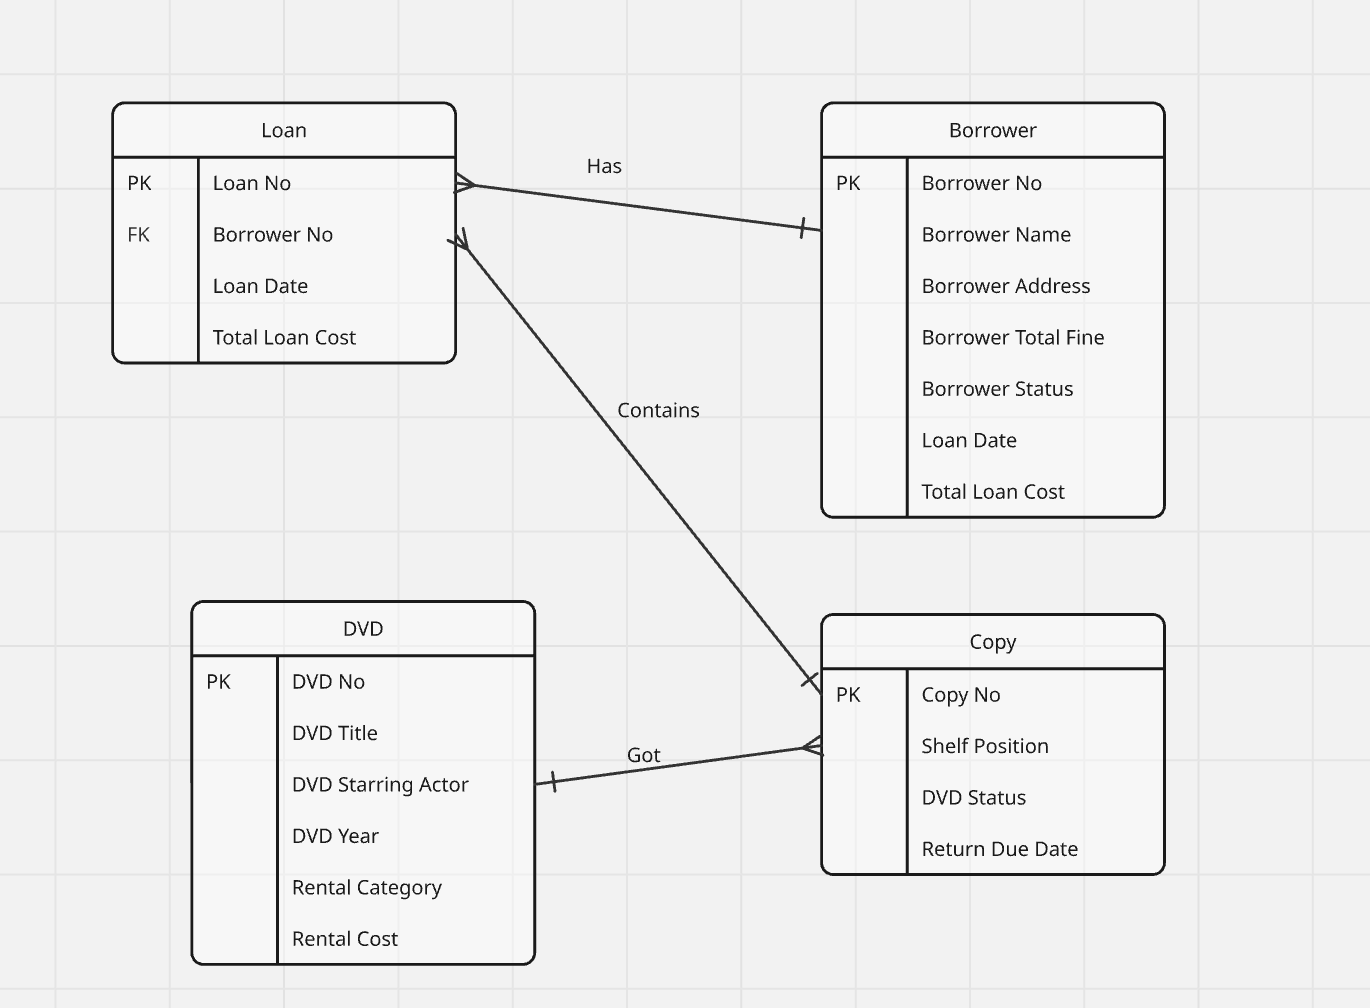 Loan
PK Loan No
FK Borrower No
Loan Date
Total Loan Cost
Has
Borrower
PK Borrower No
Borrower Name
Borrower Address
Borrower Total Fine
Borrower Status
Loan Date
Total Loan Cost
Contains
DVD
PK DVD No
DVD Title
DVD Starring Actor
DVD Year
Rental Category
Rental Cost
Got
Copy
PK Copy No
Shelf Position
DVD Status
Return Due Date